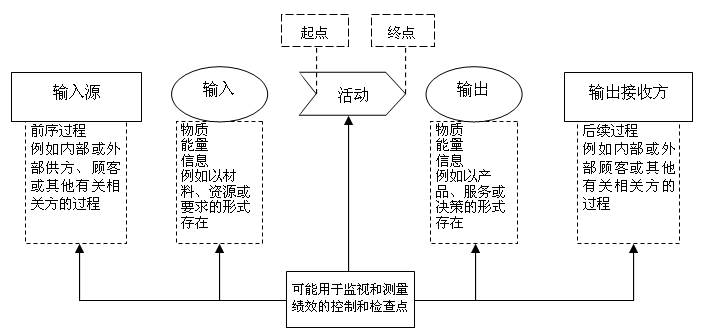 起点
终点
输入源
输入
活动
输出
输出接收方
前序过程
例如内部或外
部供方、顾客
或其他有关相
关方的过程
物质
能量
信息
例如以材
料、资源或
要求的形式
存在
物质
能量
信息
例如以产
品、服务或
决策的形式
存在
后续过程
例如内部或外
部顾客或其他
有关相关方的
过程
可能用于监视和测量
绩效的控制和检查点